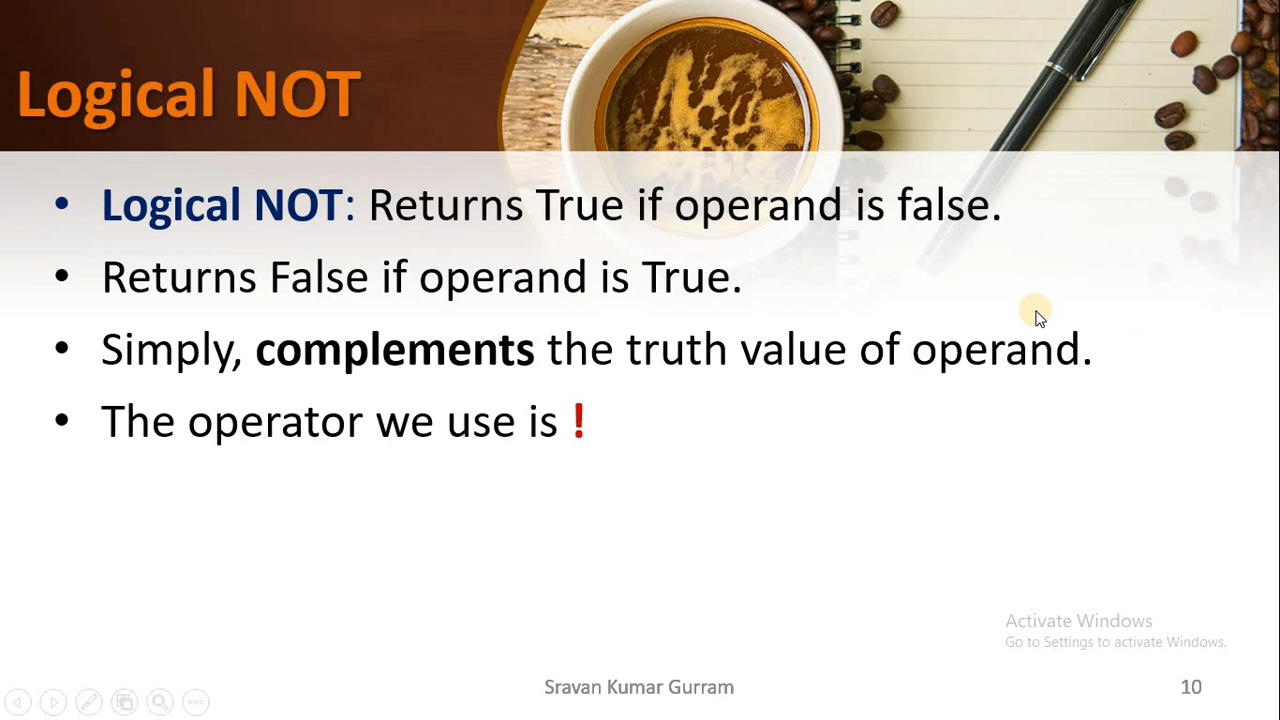 Logical NOT
• Logical NOT: Returns True if operand is false.
• Returns False if operand is True.
• Simply, complements the truth value of operand.
• The operator we use is !
Activate Windows
Go to Settings to activate Windows.
Sravan Kumar Gurram
10